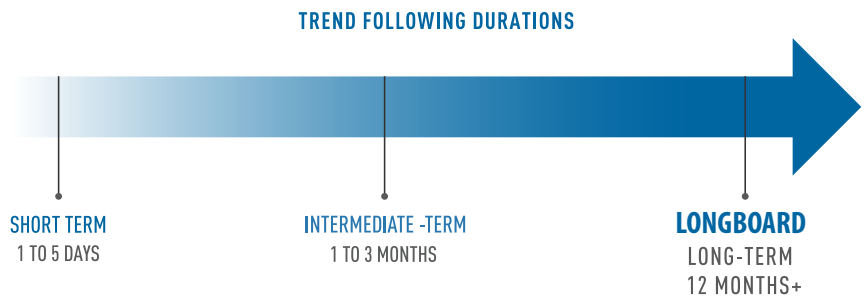 TREND FOLLOWING DURATIONS
SHORT TERM
1 TO 5 DAYS
INTERMEDIATE -TERM
1 TO 3 MONTHS
LONGBOARD
LONG-TERM
12 MONTHS+